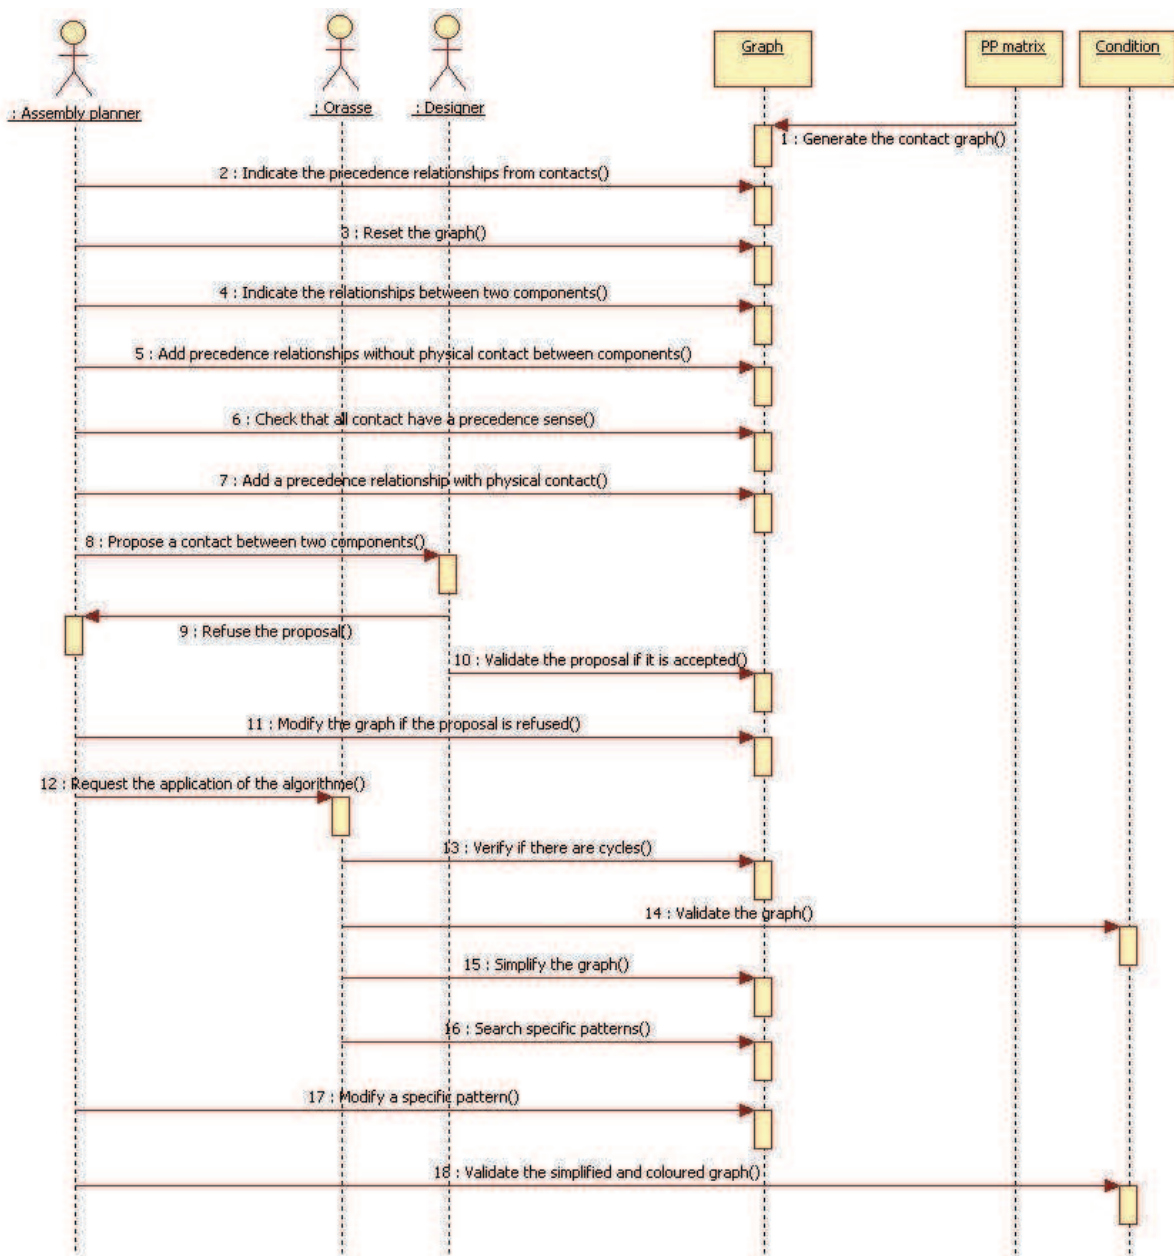 Graph
PP matrix
Condition
: Assembly planner
: Orasse
: Designer
1 : Generate the contact graph()
2 : Indicate the precedence relationships from contacts()
3 : Reset the graph()
4 : Indicate the relationships between two components()
5 : Add precedence relationships without physical contact between components()
6 : Check that all contact have a precedence sense()
7 : Add a precedence relationship with physical contact()
8 : Propose a contact between two components()
9 : Refuse the proposal()
10 : Validate the proposal if it is accepted()
11 : Modify the graph if the proposal is refused()
12 : Request the application of the algorithme()
13 : Verify if there are cycles()
14 : Validate the graph()
15 : Simplify the graph()
16 : Search specific patterns()
17 : Modify a specific pattern()
18 : Validate the simplified and coloured graph()